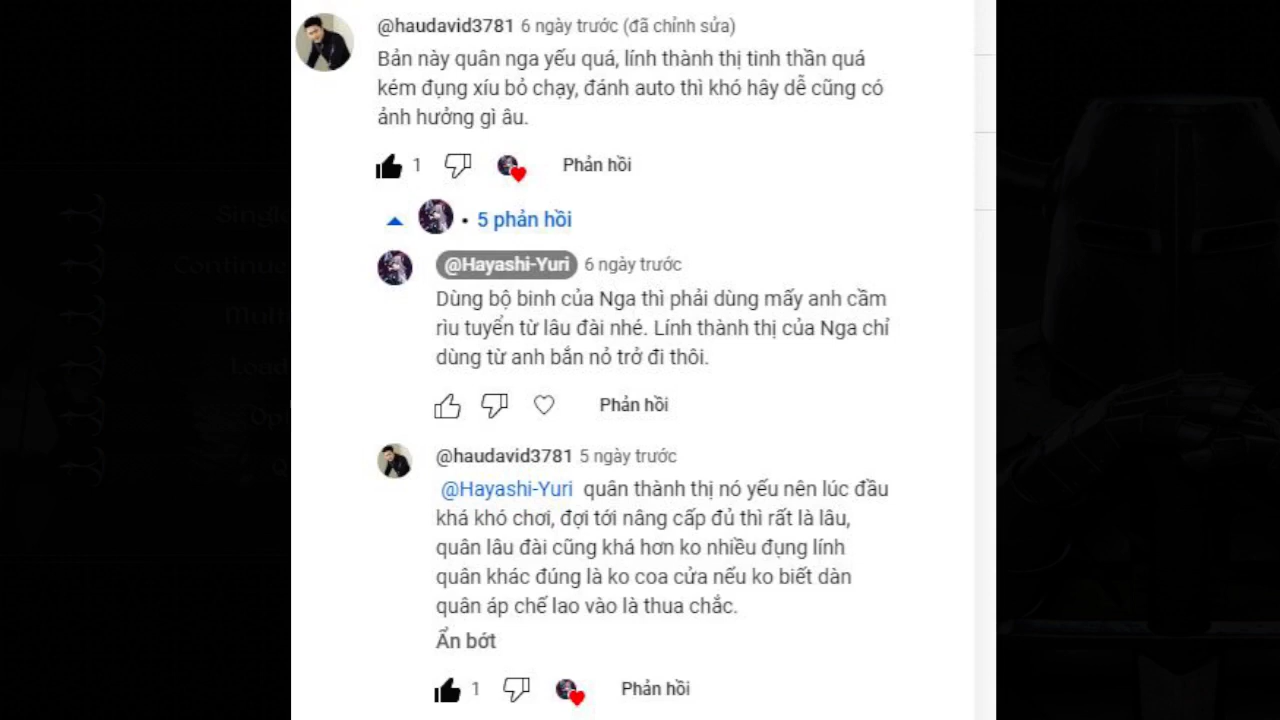 @haudavid3781 6 ngày trước (đã chỉnh sửa)
Bản này quân nga yếu quá, lính thành thị tinh thần quá
kém đụng xíu bỏ chạy, đánh auto thì khó hây dễ cũng có
ảnh hưởng gì âu.
1 Phản hồi
• 5 phản hồi
@Hayashi-Yuri 6 ngày trước
Dùng bộ binh của Nga thì phải dùng mấy anh cầm
rìu tuyển từ lâu đài nhé. Lính thành thị của Nga chỉ
dùng từ anh bắn nỏ trở đi thôi.
Phản hồi
@haudavid3781 5 ngày trước
@Hayashi-Yuri quân thành thị nó yếu nên lúc đầu
khá khó chơi, đợi tới nâng cấp đủ thì rất là lâu,
quân lâu đài cũng khá hơn ko nhiều đụng lính
quân khác đúng là ko coa cửa nếu ko biết dàn
quân áp chế lao vào là thua chắc.
Ẩn bớt
1 Phản hồi
Single
Continue
Multi
Load
Op